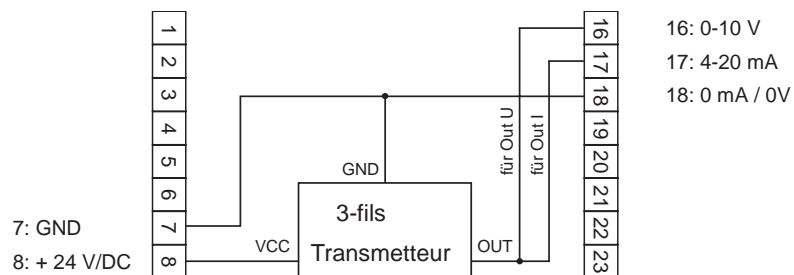 1
2
3
4
5
6
7
8
7: GND
8: + 24 V/DC
GND
VCC
3-fils
Transmetteur
OUT
für Out U
für Out I
16
17
18
19
20
21
22
23
16: 0-10 V
17: 4-20 mA
18: 0 mA / 0V